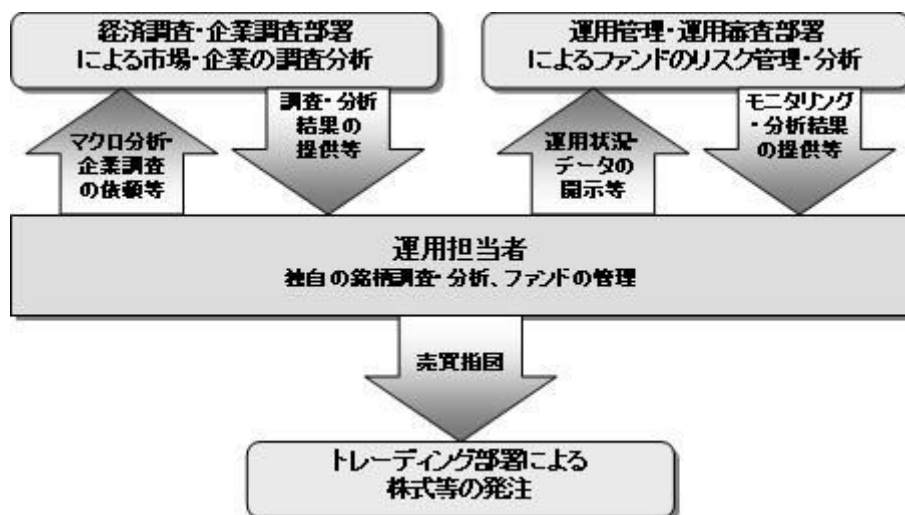 経済調査・企業調査部署
による市場・企業の調査分析
運用管理・運用審査部署
によるファンドのリスク管理・分析
マクロ分析・
企業調査
の依頼等
調査・分析
結果の
提供等
運用状況・
データの
開示等
モニタリング
・分析結果
の提供等
運用担当者
独自の銘柄調査・分析、ファンドの管理
売買指図
トレーディング部署による
株式等の発注